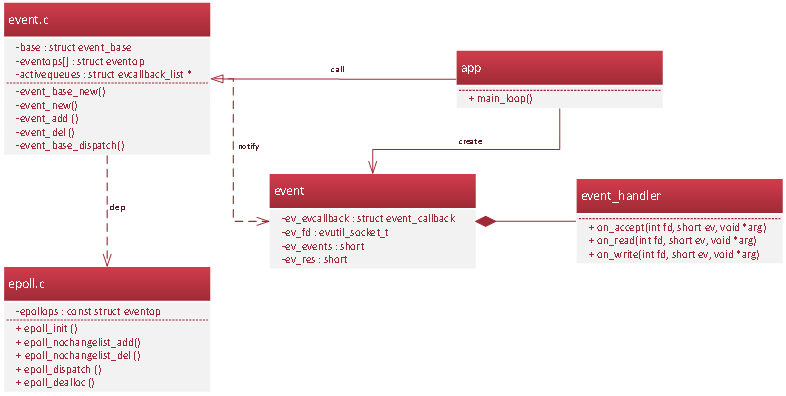 event.c
-base : struct event_base
-eventops[] : struct eventop
-activequeues : struct evcallback_list *
-event_base_new()
-event_new()
-event_add ()
-event_del ()
-event_base_dispatch()
call
app
+ main_loop()
notify
create
event
-ev_evcallback : struct event_callback
-ev_fd : evutil_socket_t
-ev_events : short
-ev_res : short
event_handler
+ on_accept(int fd, short ev, void *arg)
+ on_read(int fd, short ev, void *arg)
+ on_write(int fd, short ev, void *arg)
dep
epoll.c
-epollops : const struct eventop
+ epoll_init ()
+ epoll_nochangelist_add()
+ epoll_nochangelist_del ()
+ epoll_dispatch ()
+ epoll_dealloc ()